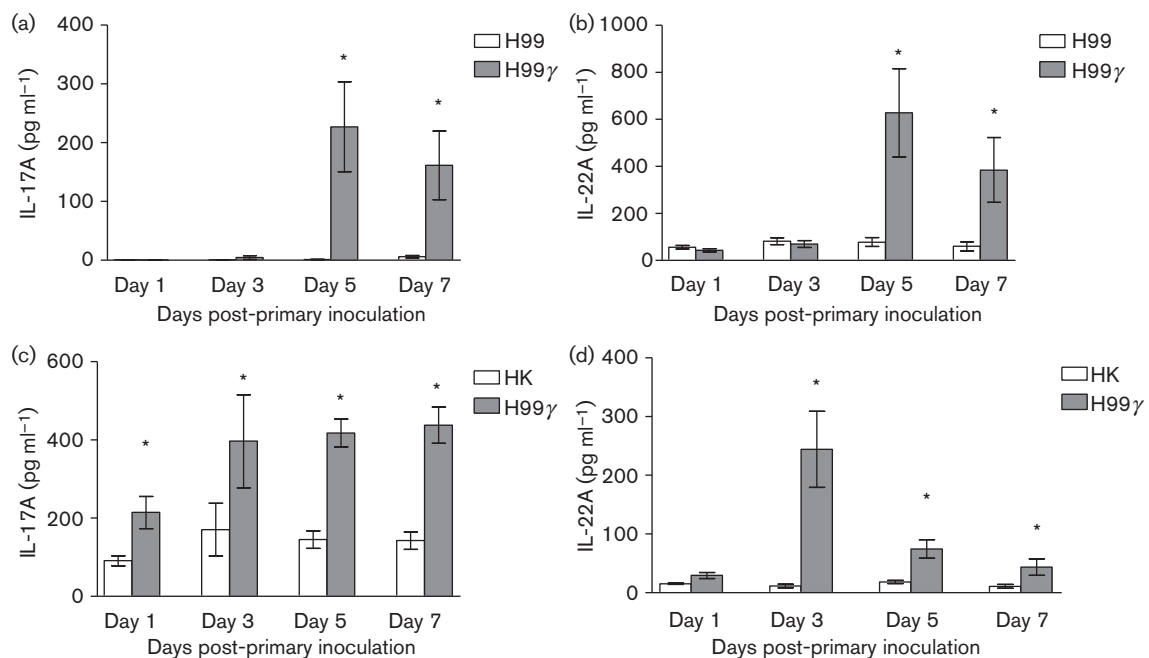 (a)
400
300
200
100
0
IL-17A (pg ml⁻¹)
H99
H99γ
*
*
Day 1 Day 3 Day 5 Day 7
Days post-primary inoculation
(b)
1000
800
600
400
200
0
IL-22A (pg ml⁻¹)
H99
H99γ
*
*
Day 1 Day 3 Day 5 Day 7
Days post-primary inoculation
(c)
600
400
200
0
IL-17A (pg ml⁻¹)
HK
H99γ
*
*
*
*
Day 1 Day 3 Day 5 Day 7
Days post-primary inoculation
(d)
400
300
200
100
0
IL-22A (pg ml⁻¹)
HK
H99γ
*
*
*
Day 1 Day 3 Day 5 Day 7
Days post-primary inoculation